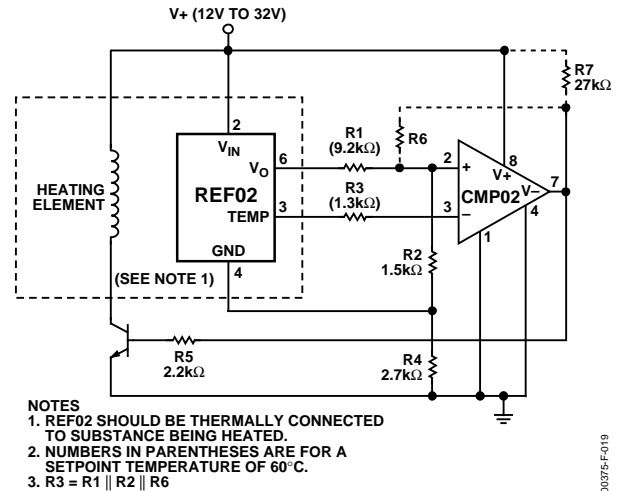 V+ (12V TO 32V)
R7
27kΩ
2
VIN
R1
(9.2kΩ)
R6
8
V+
VO
6
2
+
HEATING
ELEMENT
REF02
R3
(1.3kΩ)
CMP02
V–
7
TEMP
3
3
–
4
GND
R2
1.5kΩ
1
(SEE NOTE 1)
4
R5
2.2kΩ
R4
2.7kΩ
NOTES
1. REF02 SHOULD BE THERMALLY CONNECTED
TO SUBSTANCE BEING HEATED.
2. NUMBERS IN PARENTHESES ARE FOR A
SETPOINT TEMPERATURE OF 60°C.
3. R3 = R1 || R2 || R6
00375-F-019